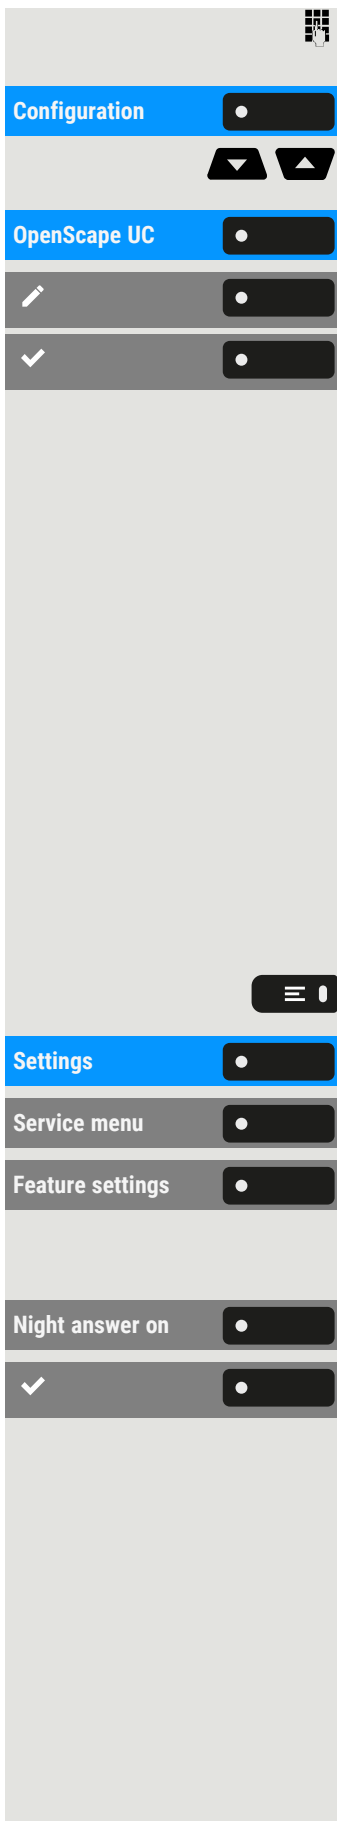 Configuration
OpenScape UC
Settings
Service menu
Feature settings
Night answer on